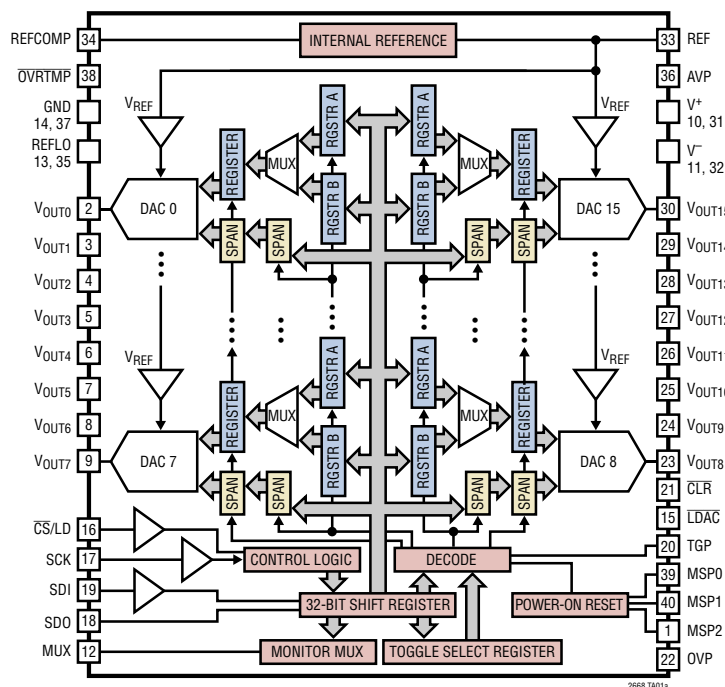 REFCOMP 34 INTERNAL REFERENCE 33 REF
OVRTMP 38 36 AVP
GND 14, 37
VREF VREF
V+ 10, 31
REFLO 13, 35
V− 11, 32
REGISTER MUX RGSTR A RGSTR A MUX REGISTER
RGSTR B RGSTR B
VOUT0 2 DAC 0 DAC 15 30 VOUT15
SPAN SPAN SPAN SPAN
VOUT1 3 29 VOUT14
VOUT2 4 28 VOUT13
VOUT3 5 27 VOUT12
VOUT4 6 26 VOUT11
VREF VREF
VOUT5 7 25 VOUT10
REGISTER MUX RGSTR A RGSTR A MUX REGISTER
RGSTR B RGSTR B
VOUT6 8 24 VOUT9
VOUT7 9 DAC 7 DAC 8 23 VOUT8
SPAN SPAN SPAN SPAN
21 CLR
CS/LD 16 15 LDAC
SCK 17 CONTROL LOGIC DECODE 20 TGP
SDI 19 39 MSP0
32-BIT SHIFT REGISTER POWER-ON RESET 40 MSP1
SDO 18 1 MSP2
MUX 12 MONITOR MUX TOGGLE SELECT REGISTER 22 OVP
2668 TA01a